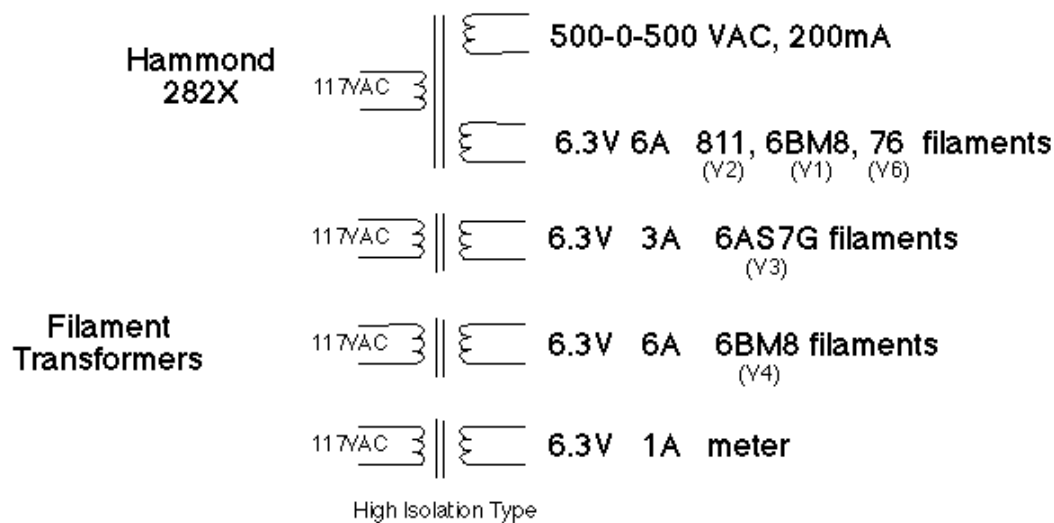 Hammond
282X
117VAC
500-0-500 VAC, 200mA
6.3V 6A 811, 6BM8, 76 filaments
(V2) (V1) (V6)
117VAC
6.3V 3A 6AS7G filaments
(V3)
Filament
Transformers
117VAC
6.3V 6A 6BM8 filaments
(V4)
117VAC
6.3V 1A meter
High Isolation Type